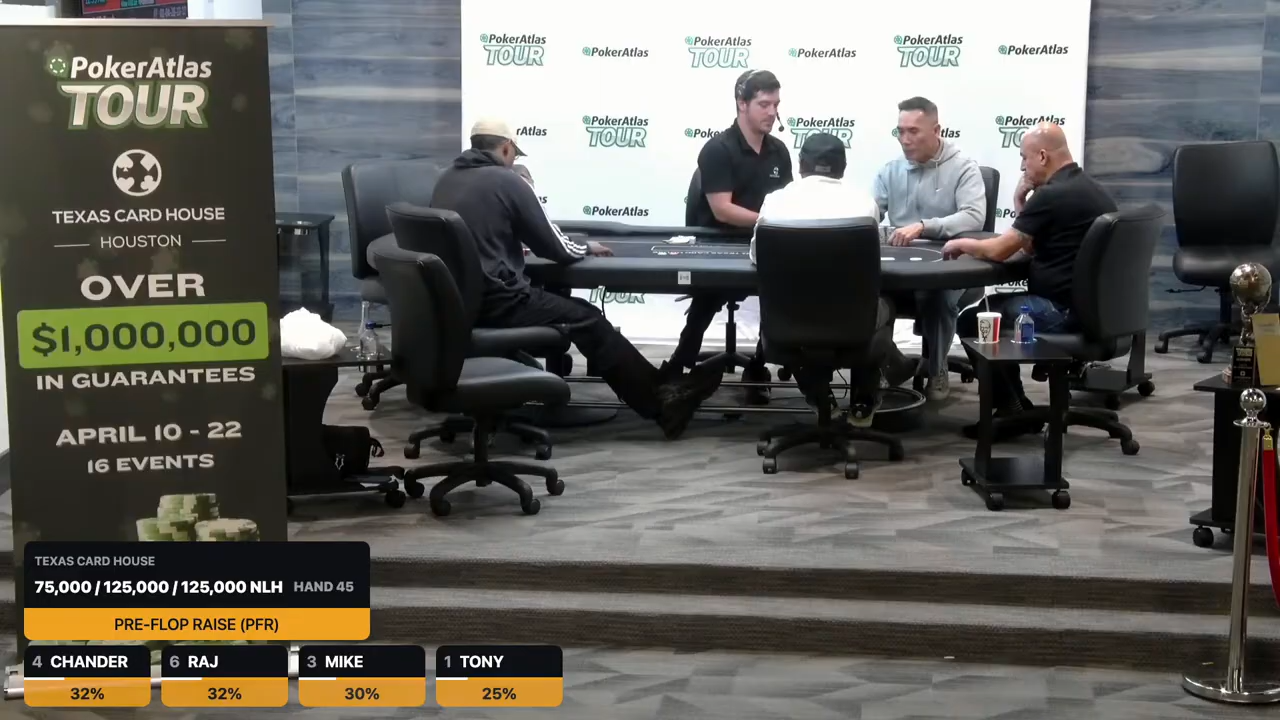 PokerAtlas
TOUR
TEXAS CARD HOUSE
HOUSTON
OVER
$1,000,000
IN GUARANTEES
APRIL 10 - 22
16 EVENTS
PokerAtlas
TOUR
PokerAtlas
PokerAtlas
TOUR
PokerAtlas
PokerAtlas
TOUR
PokerAtlas
rAtlas
PokerAtlas
TOUR
PokerAtlas
TOUR
TOUR
PokerAtlas
TOUR
TEXAS CARD HOUSE
75,000 / 125,000 / 125,000 NLH HAND 45
PRE-FLOP RAISE (PFR)
4 CHANDER
32%
6 RAJ
32%
3 MIKE
30%
1 TONY
25%